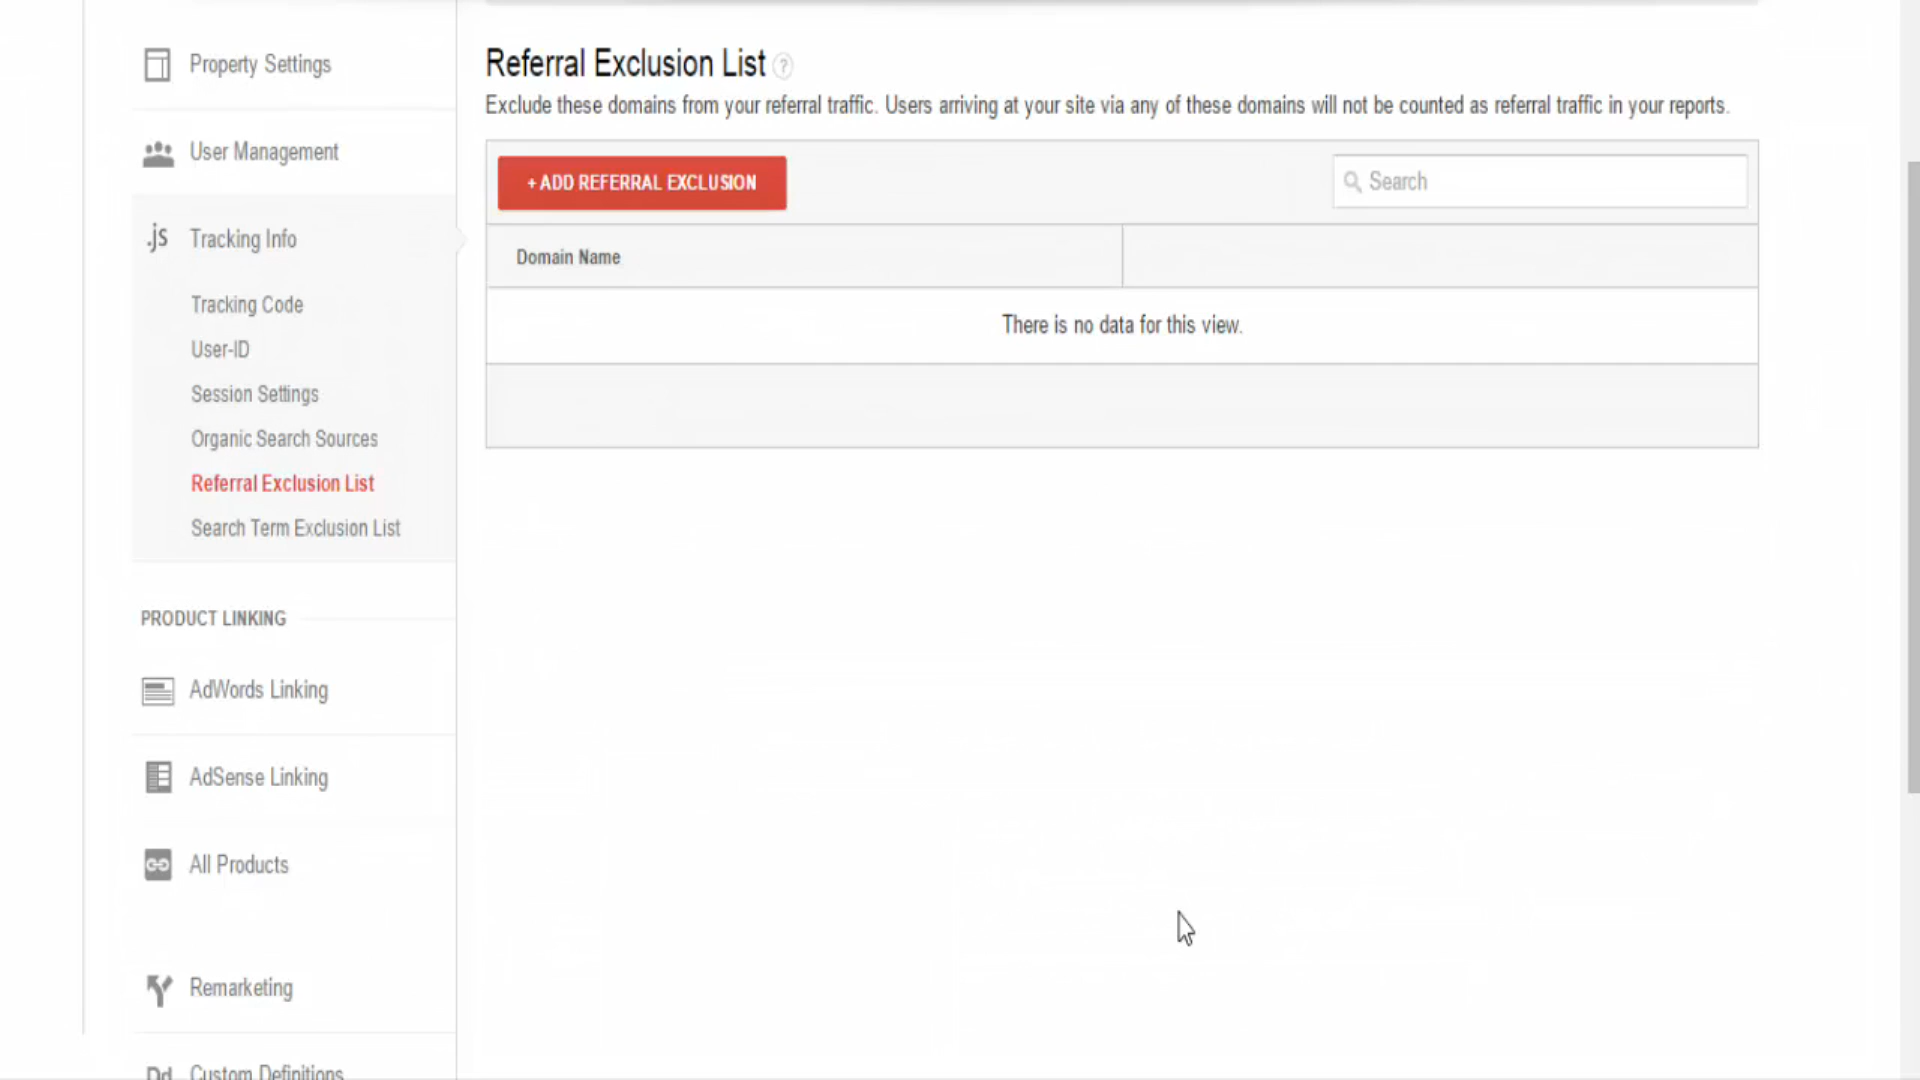 Property Settings
User Management
.js Tracking Info
Tracking Code
User-ID
Session Settings
Organic Search Sources
Referral Exclusion List
Search Term Exclusion List
PRODUCT LINKING
AdWords Linking
AdSense Linking
All Products
Remarketing
Dd Custom Definitions
Referral Exclusion List ?
Exclude these domains from your referral traffic. Users arriving at your site via any of these domains will not be counted as referral traffic in your reports.
+ ADD REFERRAL EXCLUSION
Search
Domain Name
There is no data for this view.